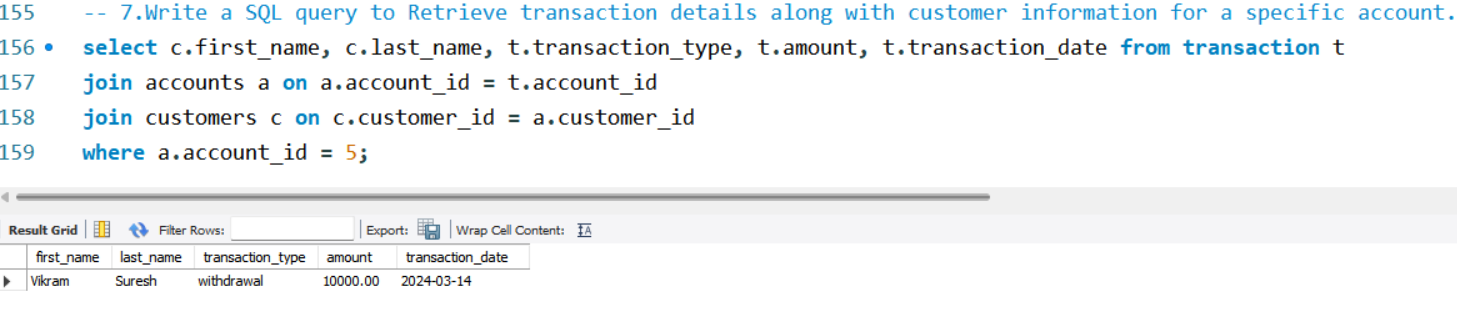 155 -- 7.Write a SQL query to Retrieve transaction details along with customer information for a specific account.
156 select c.first_name, c.last_name, t.transaction_type, t.amount, t.transaction_date from transaction t
157 join accounts a on a.account_id = t.account_id
158 join customers c on c.customer_id = a.customer_id
159 where a.account_id = 5;
Result Grid Filter Rows: Export: Wrap Cell Content: IA
first_name last_name transaction_type amount transaction_date
Vikram Suresh withdrawal 10000.00 2024-03-14